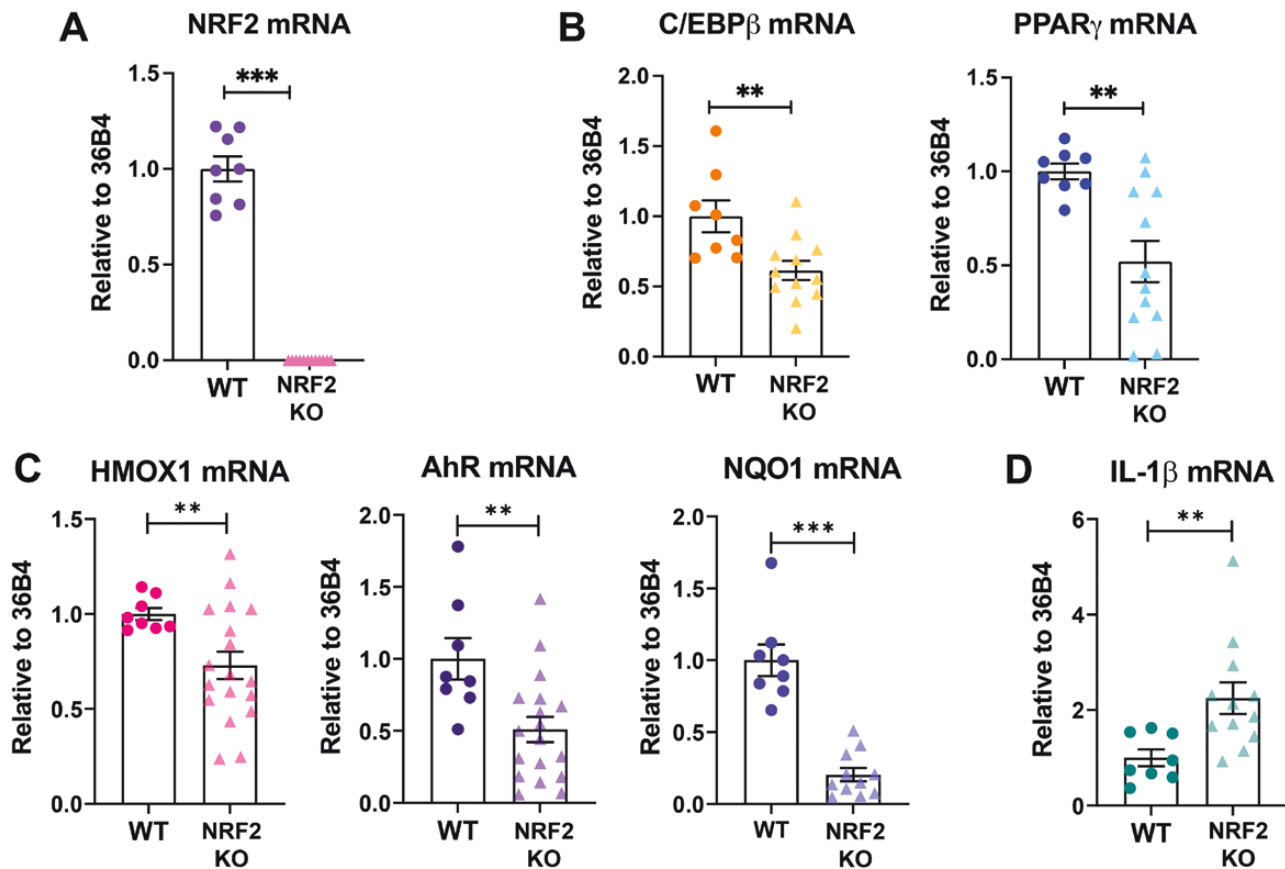 A
NRF2 mRNA
Relative to 36B4
1.5
1.0
0.5
0.0
***
WT
NRF2
KO
B
C/EBPβ mRNA
Relative to 36B4
2.0
1.5
1.0
0.5
0.0
**
WT
NRF2
KO
PPARγ mRNA
Relative to 36B4
1.5
1.0
0.5
0.0
**
WT
NRF2
KO
C
HMOX1 mRNA
Relative to 36B4
1.5
1.0
0.5
0.0
**
WT
NRF2
KO
AhR mRNA
Relative to 36B4
2.0
1.5
1.0
0.5
0.0
**
WT
NRF2
KO
NQO1 mRNA
Relative to 36B4
2.0
1.5
1.0
0.5
0.0
***
WT
NRF2
KO
D
IL-1β mRNA
Relative to 36B4
6
4
2
0
**
WT
NRF2
KO